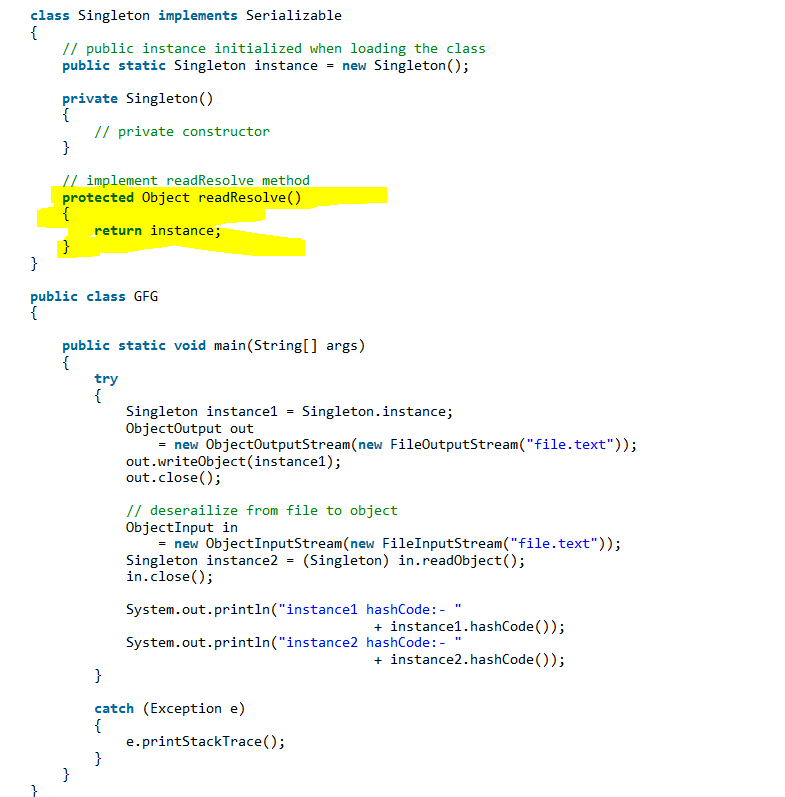 class Singleton implements Serializable
{
// public instance initialized when loading the class
public static Singleton instance = new Singleton();
private Singleton()
{
// private constructor
}
// implement readResolve method
protected Object readResolve()
{
return instance;
}
}
public class GFG
{
public static void main(String[] args)
{
try
{
Singleton instance1 = Singleton.instance;
ObjectOutput out
= new ObjectOutputStream(new FileOutputStream("file.text"));
out.writeObject(instance1);
out.close();
// deserailize from file to object
ObjectInput in
= new ObjectInputStream(new FileInputStream("file.text"));
Singleton instance2 = (Singleton) in.readObject();
in.close();
System.out.println("instance1 hashCode:- "
+ instance1.hashCode());
System.out.println("instance2 hashCode:- "
+ instance2.hashCode());
}
catch (Exception e)
{
e.printStackTrace();
}
}
}